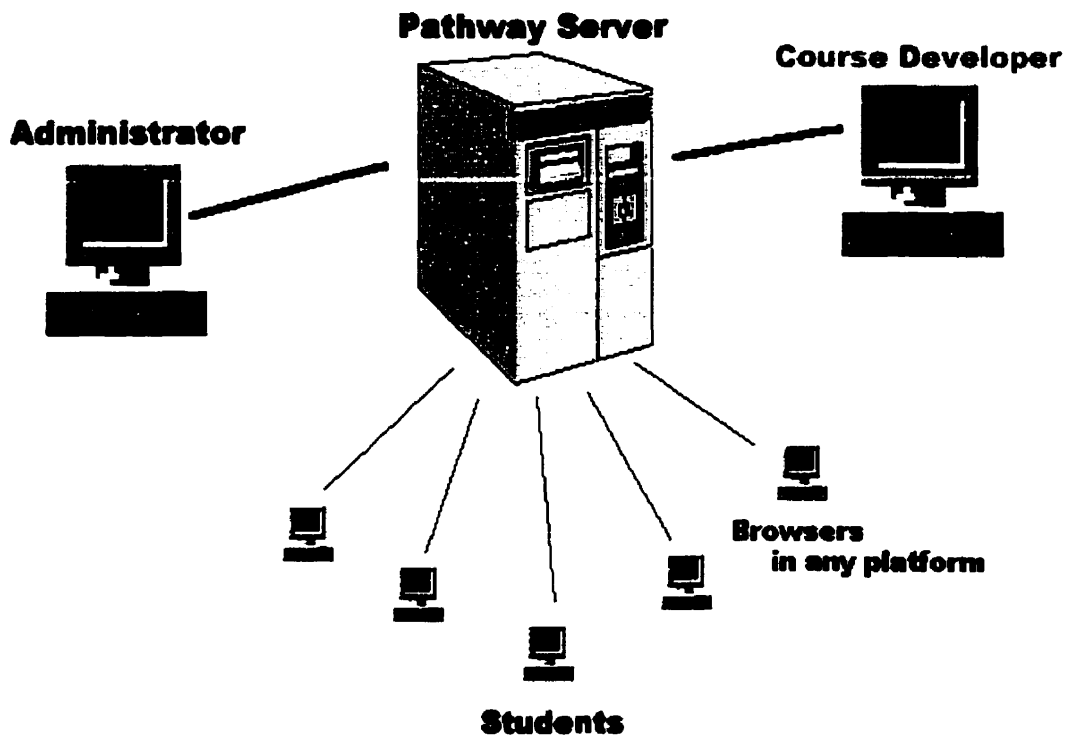 Pathway Server
Course Developer
Administrator
Browsers
in any platform
Students